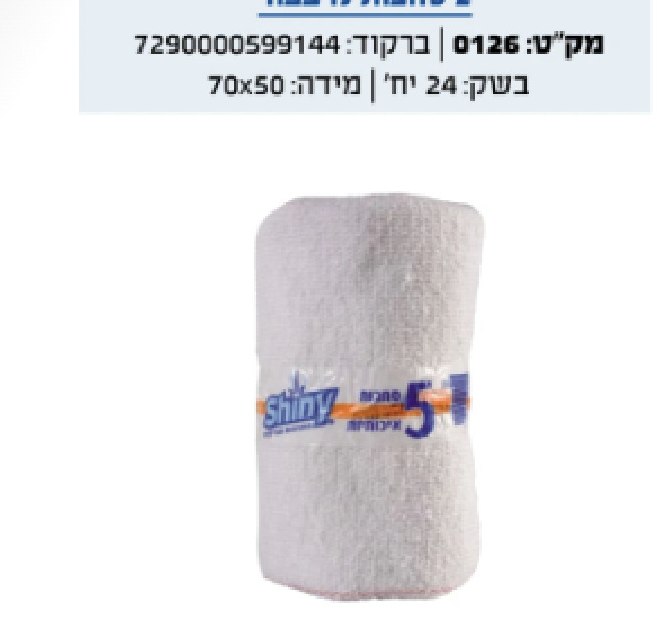 מק"ט: 0126 | ברקוד: 7290000599144
בשק: 24 יח' | מידה: 70x50
Shiny
5 סחבות
איכותיות